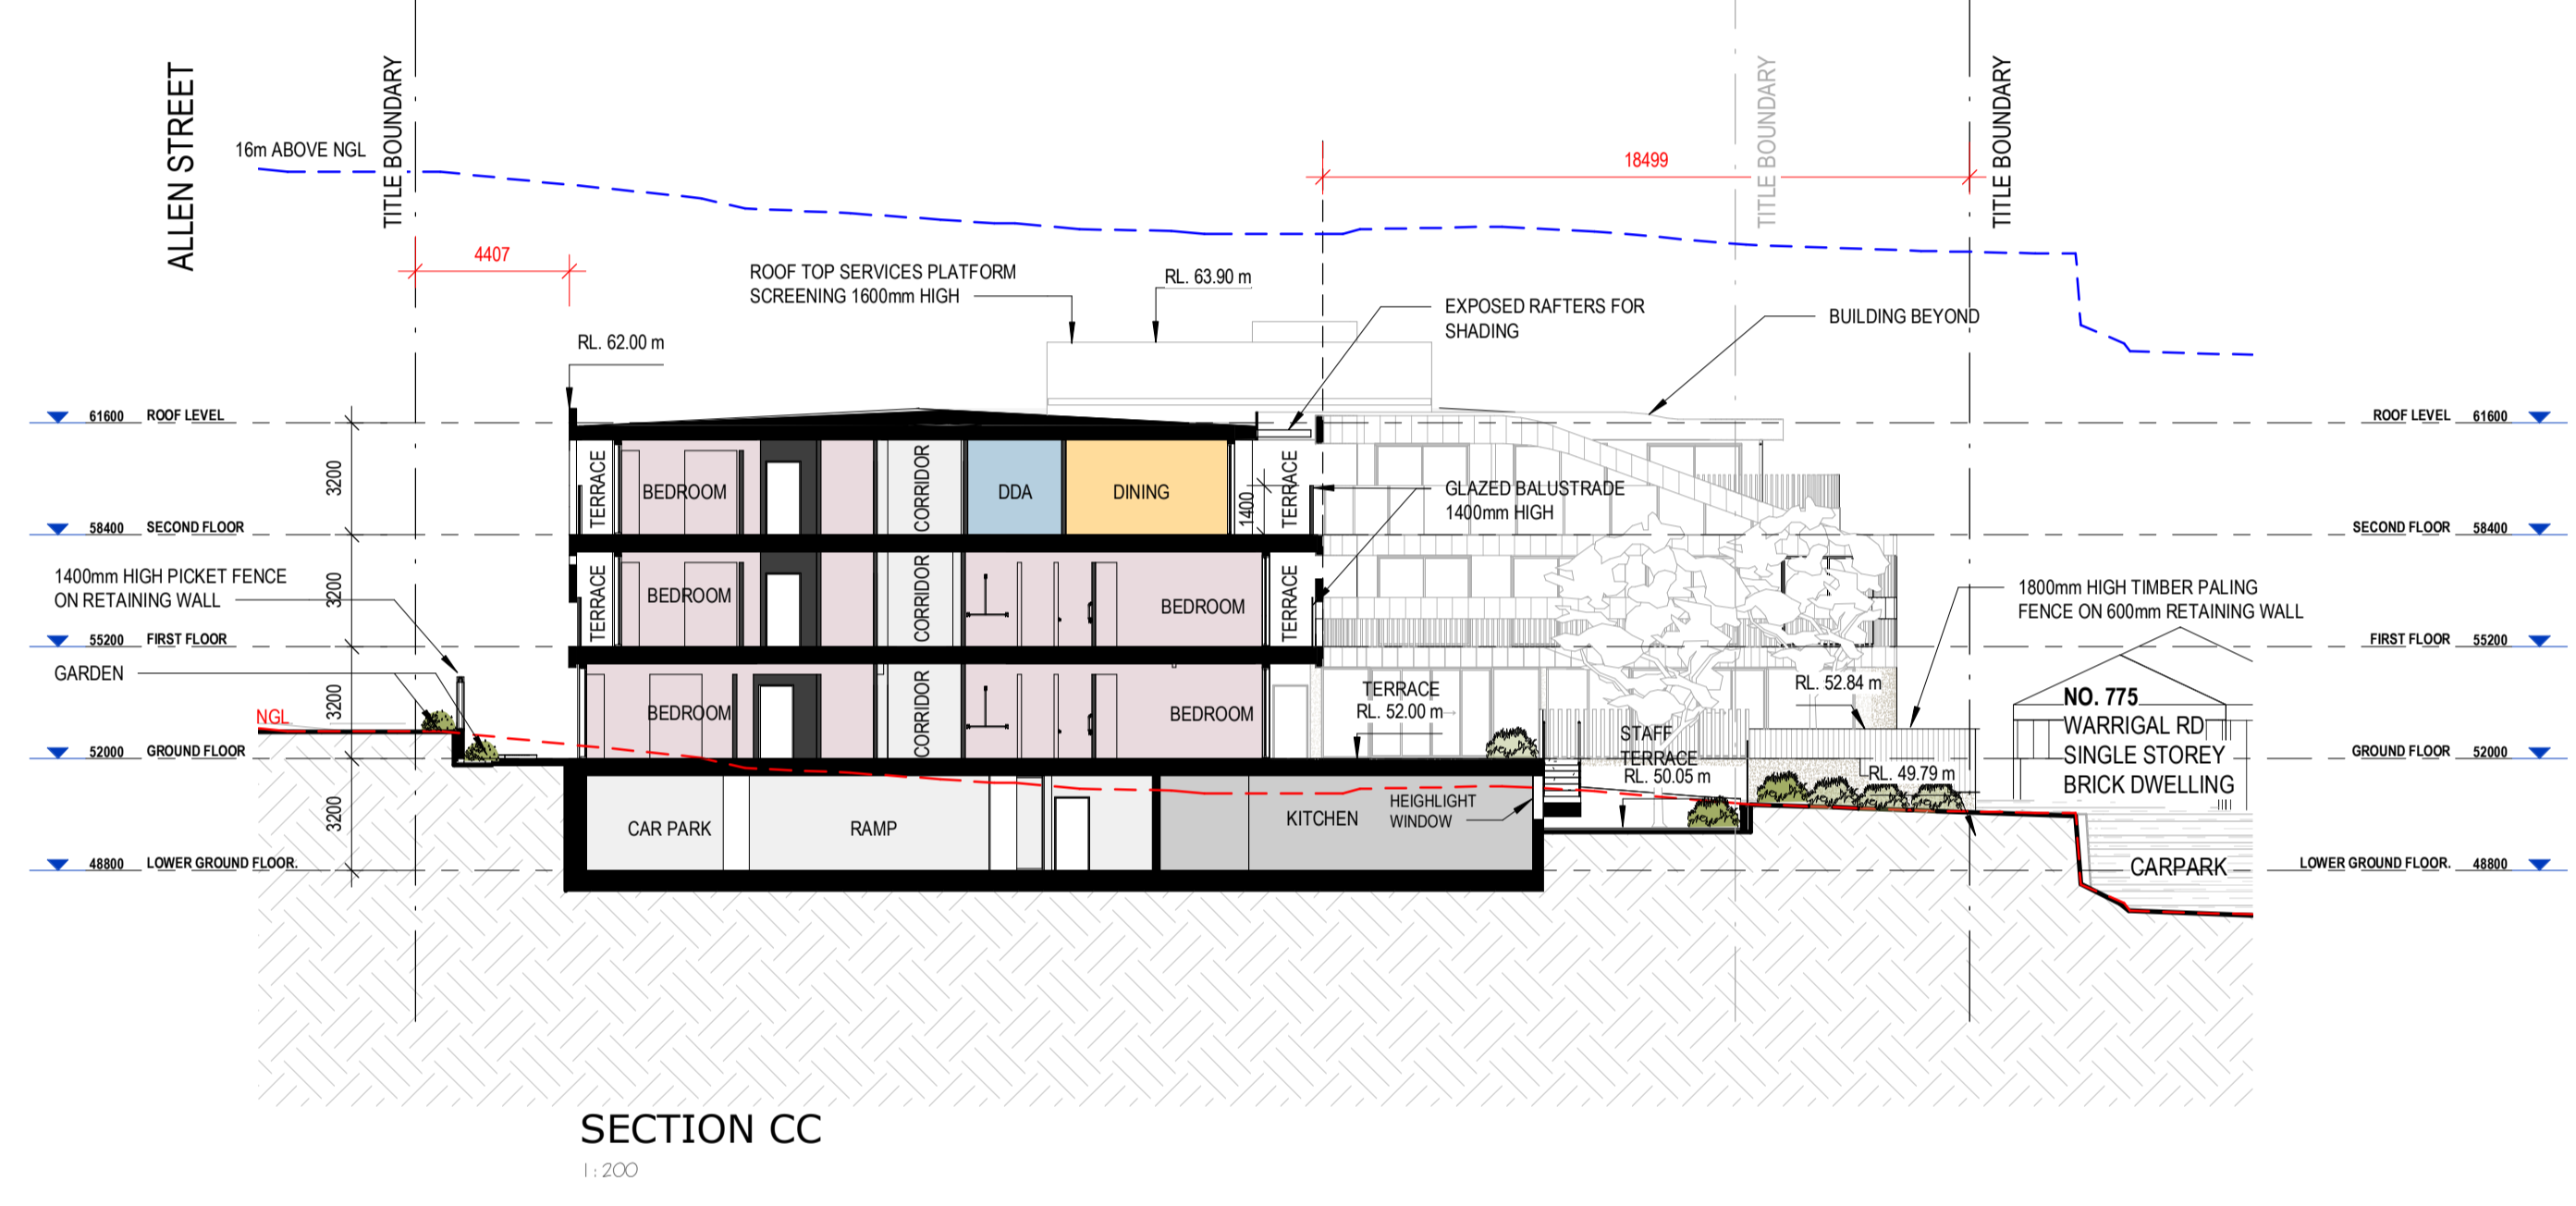 ALLEN STREET
TITLE BOUNDARY
TITLE BOUNDARY
TITLE BOUNDARY
16m ABOVE NGL
18499
4407
ROOF TOP SERVICES PLATFORM
SCREENING 1600mm HIGH
RL. 63.90 m
EXPOSED RAFTERS FOR
SHADING
BUILDING BEYOND
RL. 62.00 m
61600 ROOF LEVEL
ROOF LEVEL 61600
3200
TERRACE
BEDROOM
CORRIDOR
DDA
DINING
1400
TERRACE
GLAZED BALUSTRADE
1400mm HIGH
58400 SECOND FLOOR
SECOND FLOOR 58400
1400mm HIGH PICKET FENCE
ON RETAINING WALL
3200
TERRACE
BEDROOM
CORRIDOR
BEDROOM
TERRACE
1800mm HIGH TIMBER PALING
FENCE ON 600mm RETAINING WALL
55200 FIRST FLOOR
FIRST FLOOR 55200
GARDEN
3200
NGL
BEDROOM
CORRIDOR
BEDROOM
TERRACE
RL. 52.00 m
RL. 52.84 m
STAFF
TERRACE
RL. 50.05 m
RL. 49.79 m
NO. 775
WARRIGAL RD
SINGLE STOREY
BRICK DWELLING
52000 GROUND FLOOR
GROUND FLOOR 52000
3200
CAR PARK
RAMP
KITCHEN
HEIGHLIGHT
WINDOW
48800 LOWER GROUND FLOOR.
CARPARK
LOWER GROUND FLOOR. 48800
SECTION CC
1 : 200